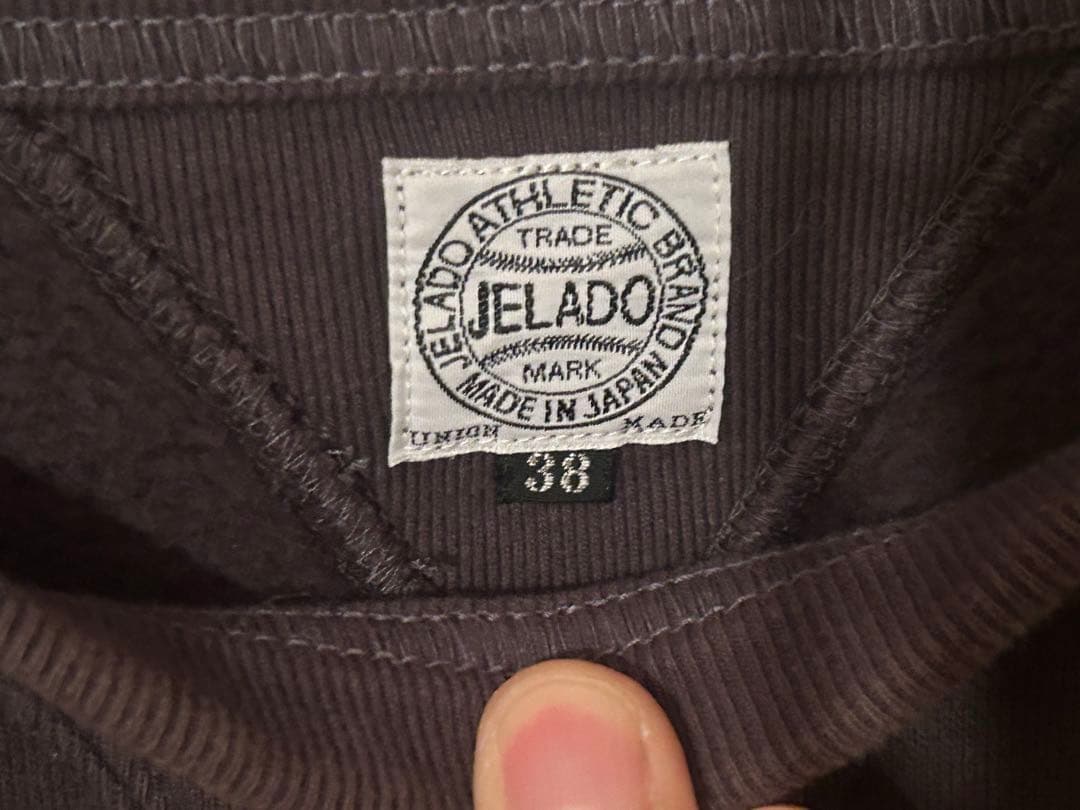 JELADO ATHLETIC BRAND
TRADE
JELADO
MARK
MADE IN JAPAN
UNION MADE
38